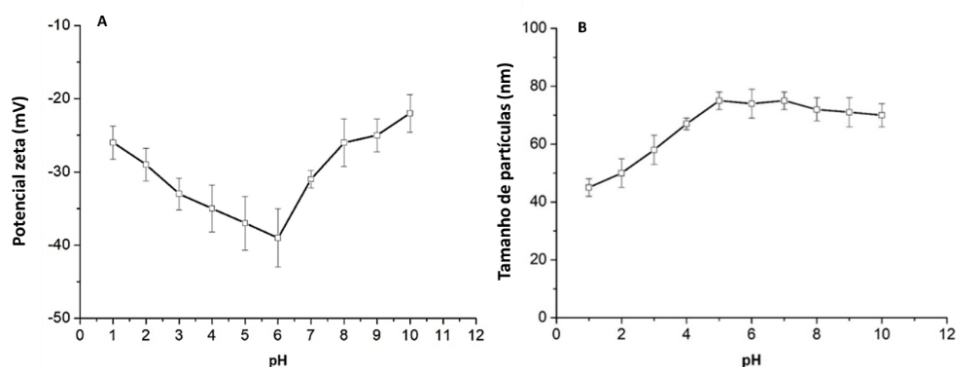 A
Potencial zeta (mV)
-10
-20
-30
-40
-50
0 1 2 3 4 5 6 7 8 9 10 11 12
pH
B
Tamanho de partículas (nm)
100
80
60
40
20
0
0 2 4 6 8 10 12
pH